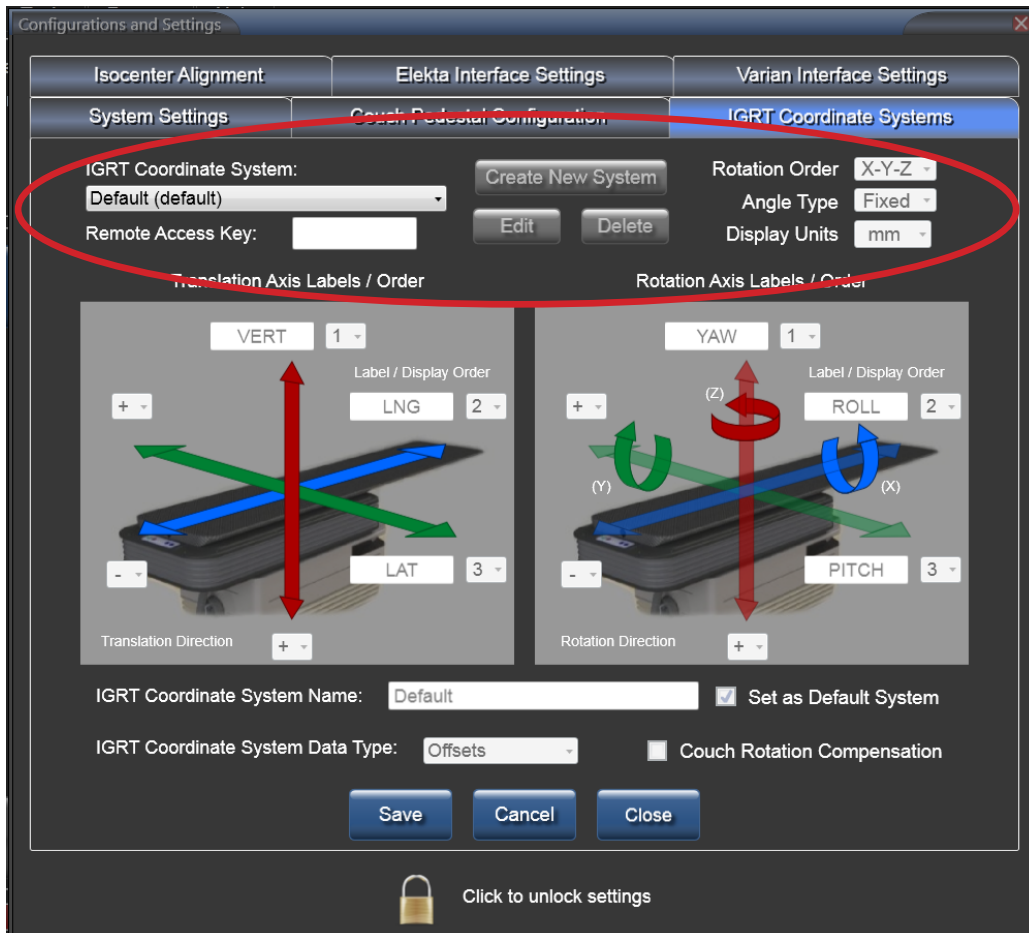 Configurations and Settings
Isocenter Alignment Elekta Interface Settings Varian Interface Settings
System Settings Couch Pedestal Configuration IGRT Coordinate Systems
IGRT Coordinate System: Create New System Rotation Order X-Y-Z
Default (default) Angle Type Fixed
Remote Access Key: Edit Delete Display Units mm
Translation Axis Labels / Order Rotation Axis Labels / Order
VERT 1 YAW 1
Label / Display Order Label / Display Order
+ LNG 2 + (Z) ROLL 2
(Y) (X)
- LAT 3 - PITCH 3
Translation Direction + Rotation Direction +
IGRT Coordinate System Name: Default Set as Default System
IGRT Coordinate System Data Type: Offsets Couch Rotation Compensation
Save Cancel Close
Click to unlock settings